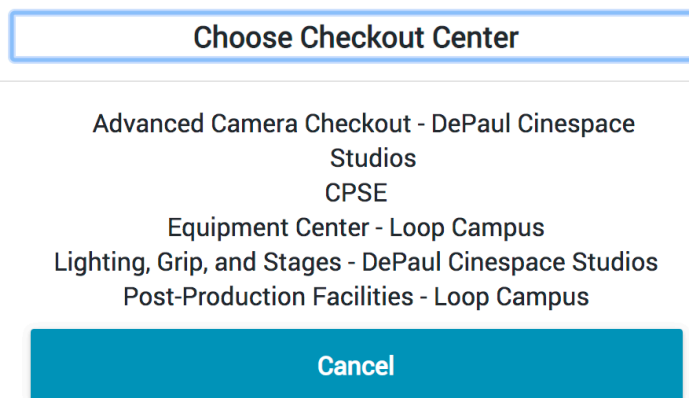 Choose Checkout Center
Advanced Camera Checkout - DePaul Cinespace
Studios
CPSE
Equipment Center - Loop Campus
Lighting, Grip, and Stages - DePaul Cinespace Studios
Post-Production Facilities - Loop Campus
Cancel